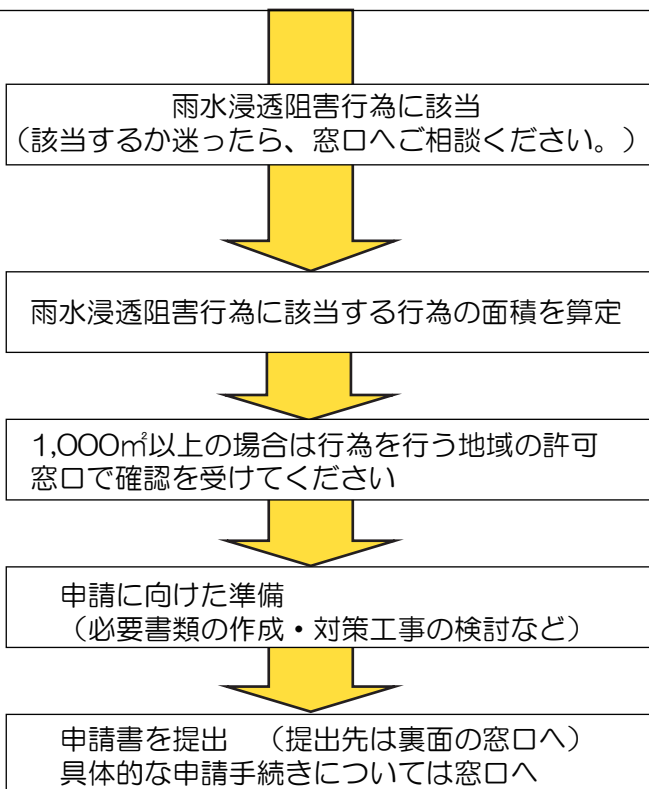 雨水浸透阻害行為に該当
（該当するか迷ったら、窓口へご相談ください。）
雨水浸透阻害行為に該当する行為の面積を算定
1,000㎡以上の場合は行為を行う地域の許可
窓口で確認を受けてください
申請に向けた準備
（必要書類の作成・対策工事の検討など）
申請書を提出　（提出先は裏面の窓口へ）
具体的な申請手続きについては窓口へ